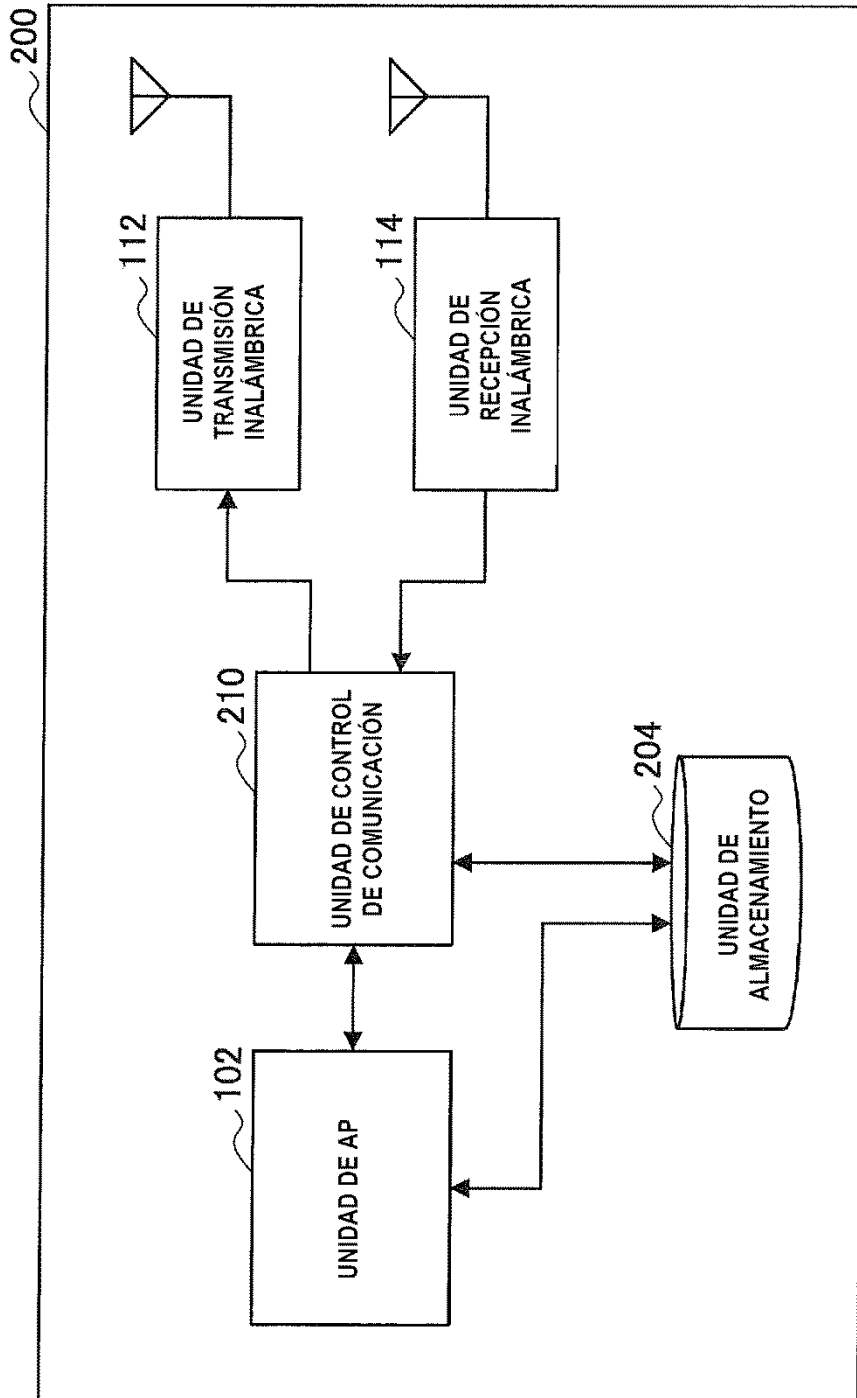 200
112
UNIDAD DE
TRANSMISIÓN
INALÁMBRICA
114
UNIDAD DE
RECEPCIÓN
INALÁMBRICA
210
UNIDAD DE CONTROL
DE COMUNICACIÓN
204
UNIDAD DE
ALMACENAMIENTO
102
UNIDAD DE AP